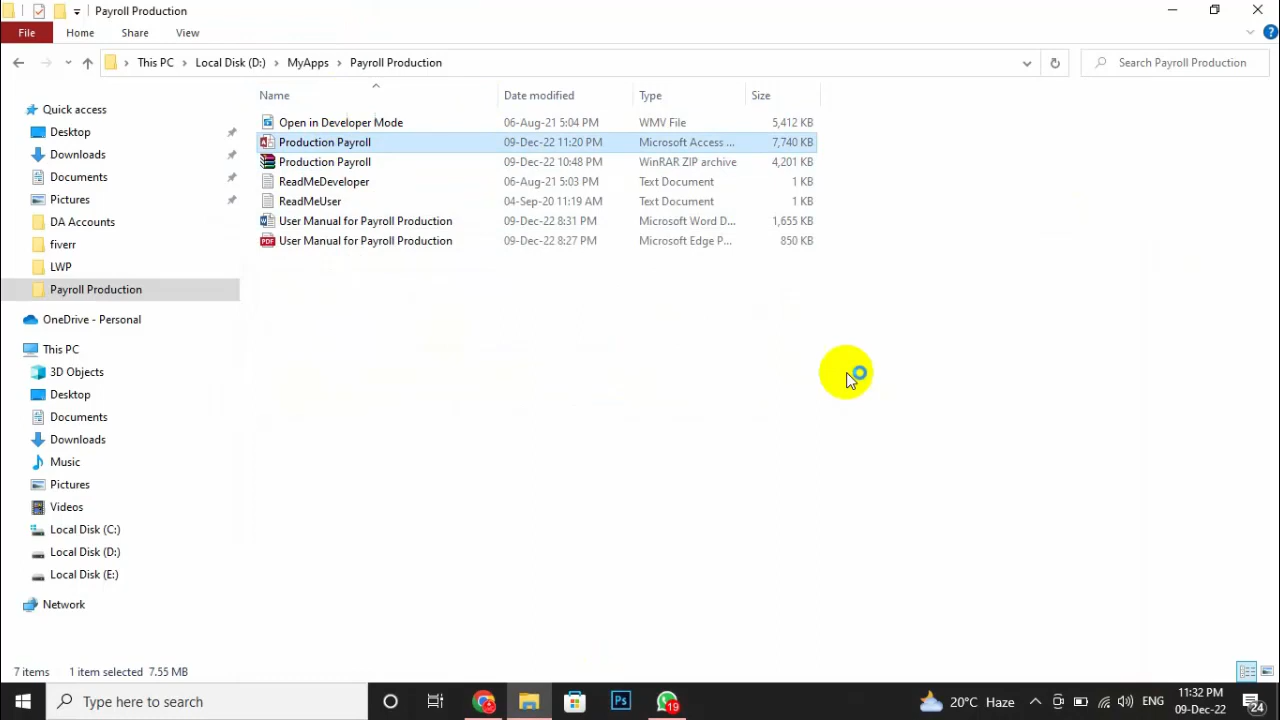 Payroll Production
File Home Share View
This PC Local Disk (D:) MyApps Payroll Production Search Payroll Production
Name Date modified Type Size
Open in Developer Mode 06-Aug-21 5:04 PM WMV File 5,412 KB
Production Payroll 09-Dec-22 11:20 PM Microsoft Access ... 7,740 KB
Production Payroll 09-Dec-22 10:48 PM WinRAR ZIP archive 4,201 KB
ReadMeDeveloper 06-Aug-21 5:03 PM Text Document 1 KB
ReadMeUser 04-Sep-20 11:19 AM Text Document 1 KB
User Manual for Payroll Production 09-Dec-22 8:31 PM Microsoft Word D... 1,655 KB
User Manual for Payroll Production 09-Dec-22 8:27 PM Microsoft Edge P... 850 KB
Quick access
Desktop
Downloads
Documents
Pictures
DA Accounts
fiverr
LWP
Payroll Production
OneDrive - Personal
This PC
3D Objects
Desktop
Documents
Downloads
Music
Pictures
Videos
Local Disk (C:)
Local Disk (D:)
Local Disk (E:)
Network
7 items 1 item selected 7.55 MB
Type here to search Ps 19 20°C Haze ENG 11:32 PM
09-Dec-22 24